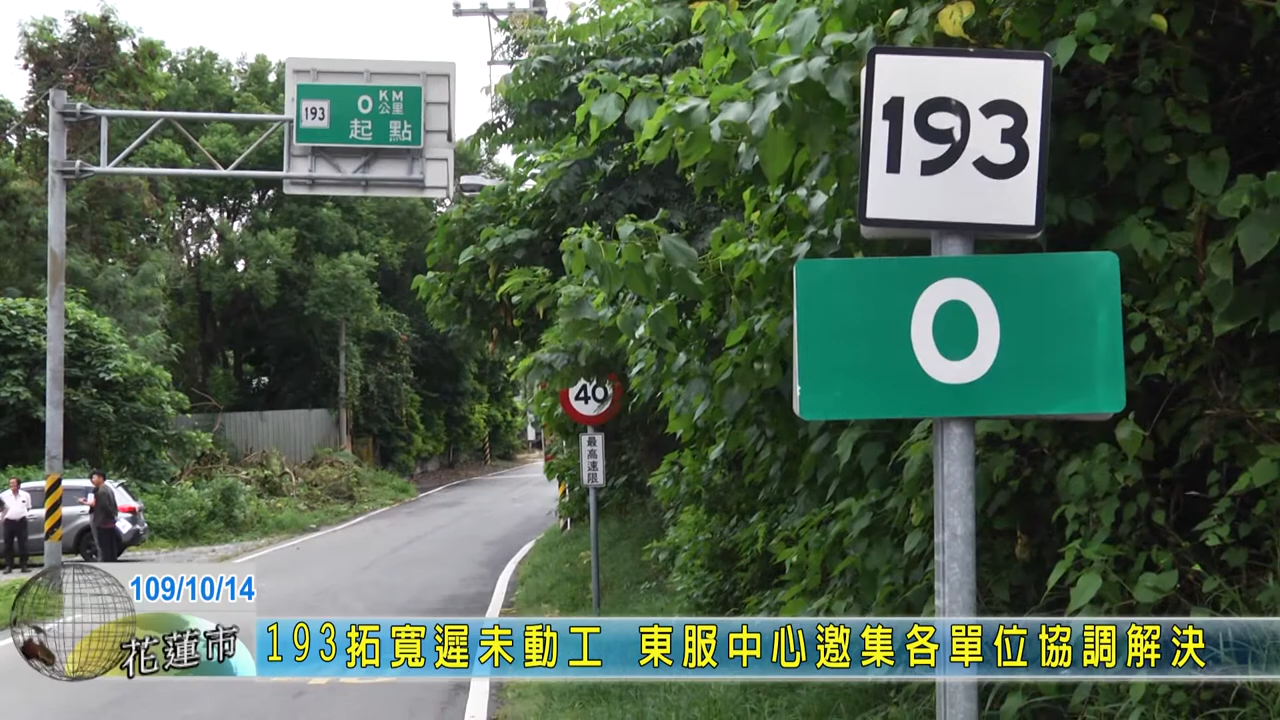 193
0 KM
公里
起點
193
0
40
最高速限
109/10/14
花蓮市
193拓寬遲未動工 東服中心邀集各單位協調解決